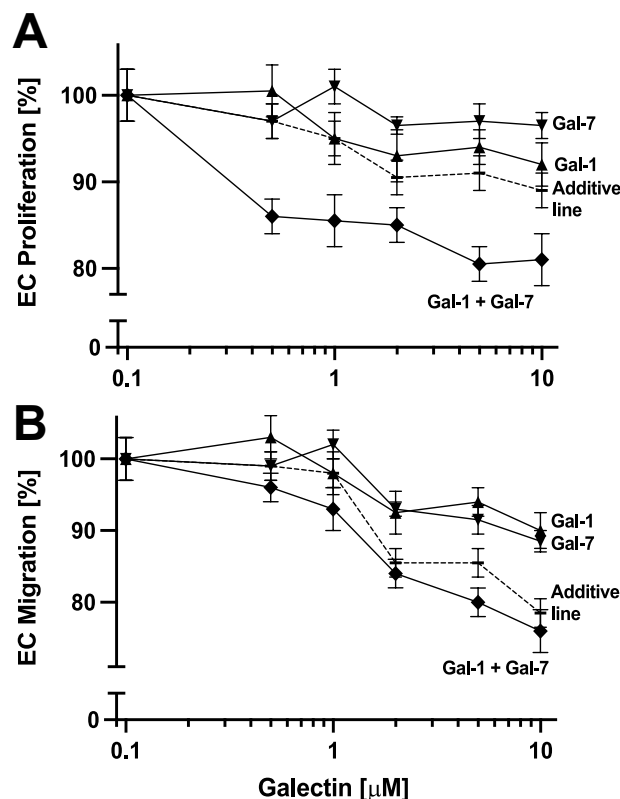 A
EC Proliferation [%]
100
90
80
0
Gal-7
Gal-1
Additive
line
Gal-1 + Gal-7
0.1
1
10
B
EC Migration [%]
100
90
80
0
Gal-1
Gal-7
Additive
line
Gal-1 + Gal-7
0.1
1
10
Galectin [μM]